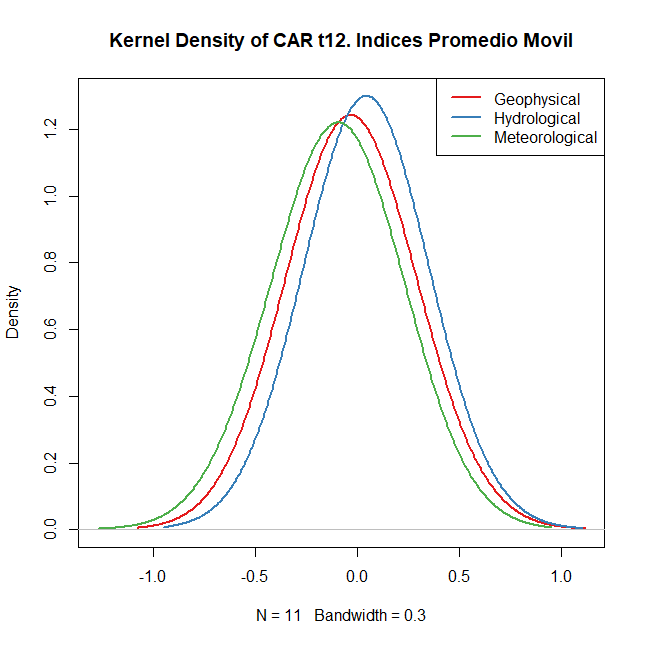 Kernel Density of CAR t12. Indices Promedio Movil
Geophysical
Hydrological
Meteorological
Density
0.0
0.2
0.4
0.6
0.8
1.0
1.2
-1.0
-0.5
0.0
0.5
1.0
N = 11 Bandwidth = 0.3